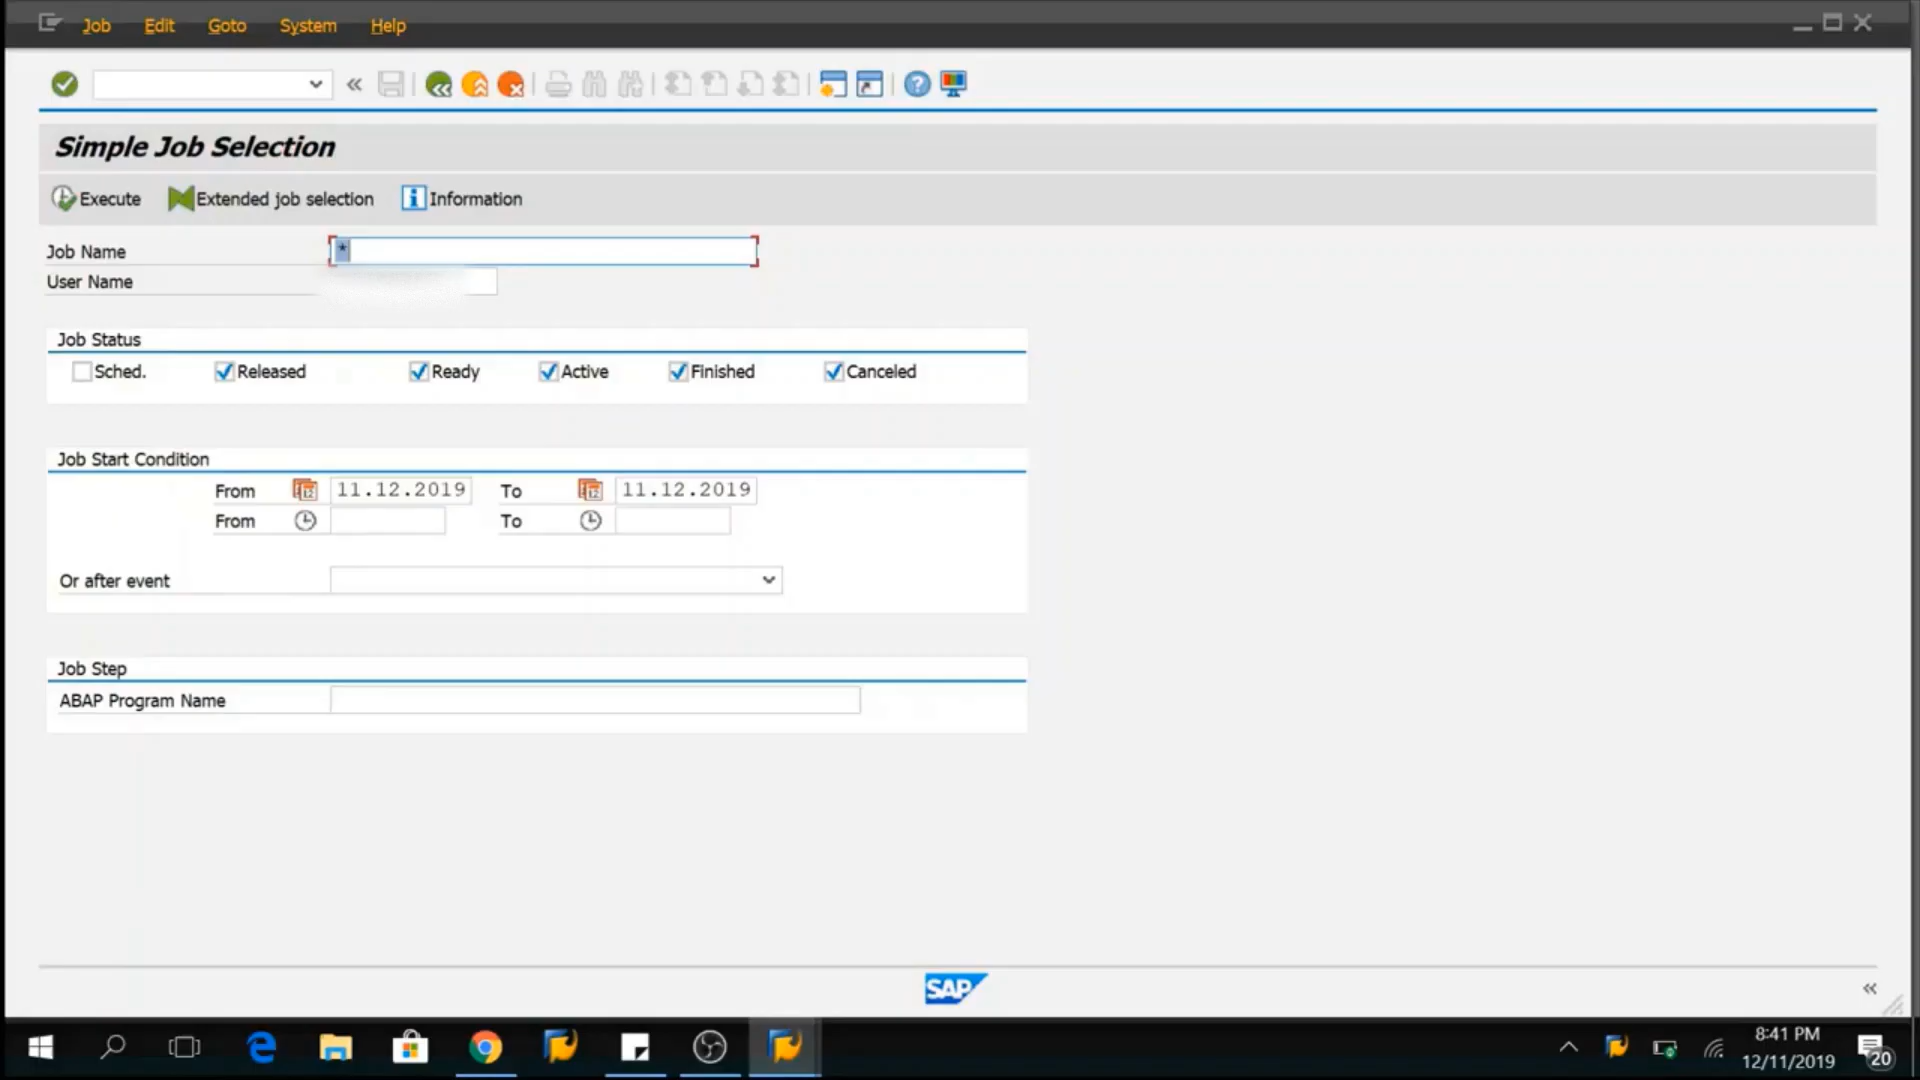 Job Edit Goto System Help
Simple Job Selection
Execute Extended job selection Information
Job Name *
User Name
Job Status
Sched. Released Ready Active Finished Canceled
Job Start Condition
From 11.12.2019 To 11.12.2019
From To
Or after event
Job Step
ABAP Program Name
SAP
8:41 PM
12/11/2019
20